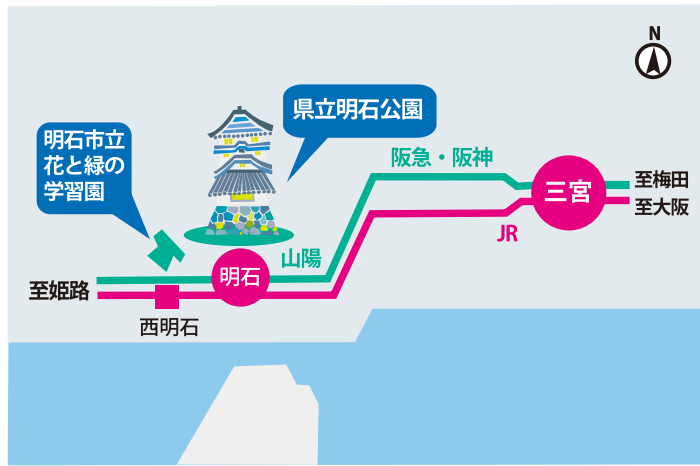 N
県立明石公園
明石市立
花と緑の
学習園
阪急・阪神
三宮
至梅田
至大阪
JR
山陽
明石
至姫路
西明石